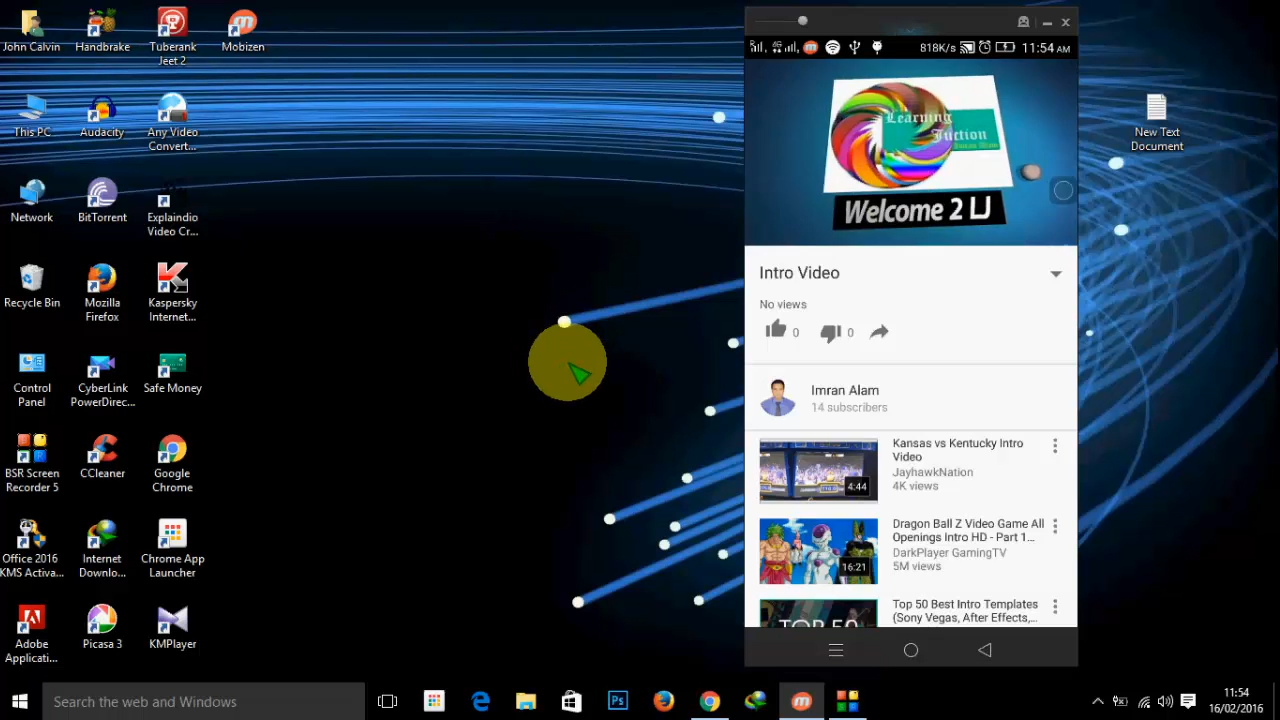 John Calvin
Handbrake
Tuberank
Jeet 2
Mobizen
This PC
Audacity
Any Video
Convert...
Network
BitTorrent
Explaindio
Video Cr...
Recycle Bin
Mozilla
Firefox
Kaspersky
Internet...
Control
Panel
CyberLink
PowerDirec...
Safe Money
BSR Screen
Recorder 5
CCleaner
Google
Chrome
Office 2016
KMS Activa...
Internet
Downlo...
Chrome App
Launcher
Adobe
Applicati...
Picasa 3
KMPlayer
New Text
Document
4G
818K/s
11:54 AM
Learning
Juction
Welcome 2 LJ
Intro Video
No views
0
0
Imran Alam
14 subscribers
Kansas vs Kentucky Intro
Video
JayhawkNation
4K views
4:44
Dragon Ball Z Video Game All
Openings Intro HD - Part 1...
DarkPlayer GamingTV
5M views
16:21
Top 50 Best Intro Templates
(Sony Vegas, After Effects,...
TOP 50
Search the web and Windows
Ps
11:54
16/02/2016